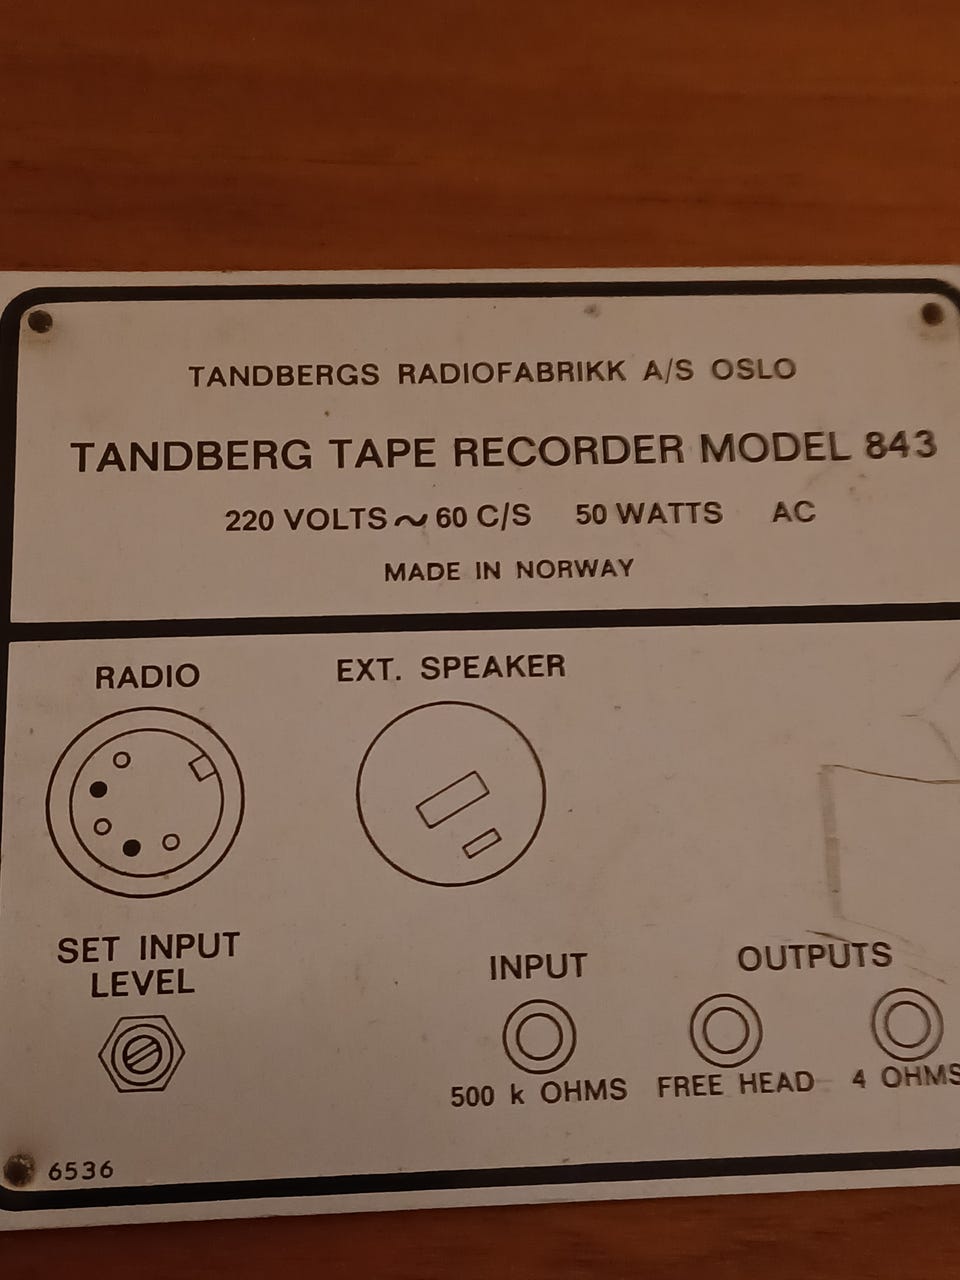 TANDBERGS RADIOFABRIKK A/S OSLO
TANDBERG TAPE RECORDER MODEL 843
220 VOLTS ~ 60 C/S 50 WATTS AC
MADE IN NORWAY
RADIO EXT. SPEAKER
SET INPUT
LEVEL
INPUT OUTPUTS
500 k OHMS FREE HEAD 4 OHMS
6536